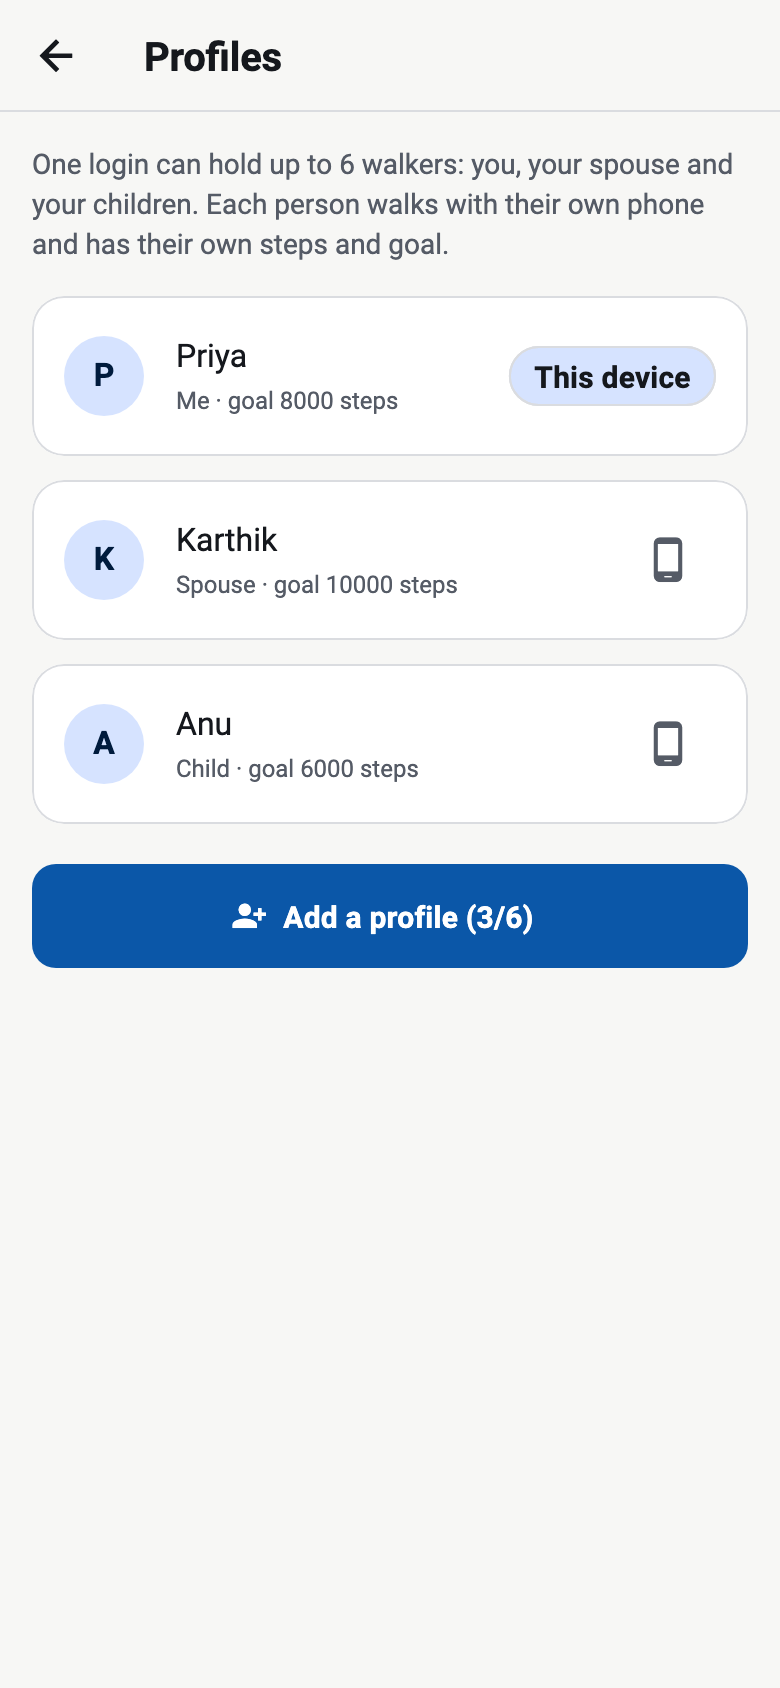 Profiles
One login can hold up to 6 walkers: you, your spouse and
your children. Each person walks with their own phone
and has their own steps and goal.
P
Priya
Me · goal 8000 steps
This device
K
Karthik
Spouse · goal 10000 steps
A
Anu
Child · goal 6000 steps
Add a profile (3/6)